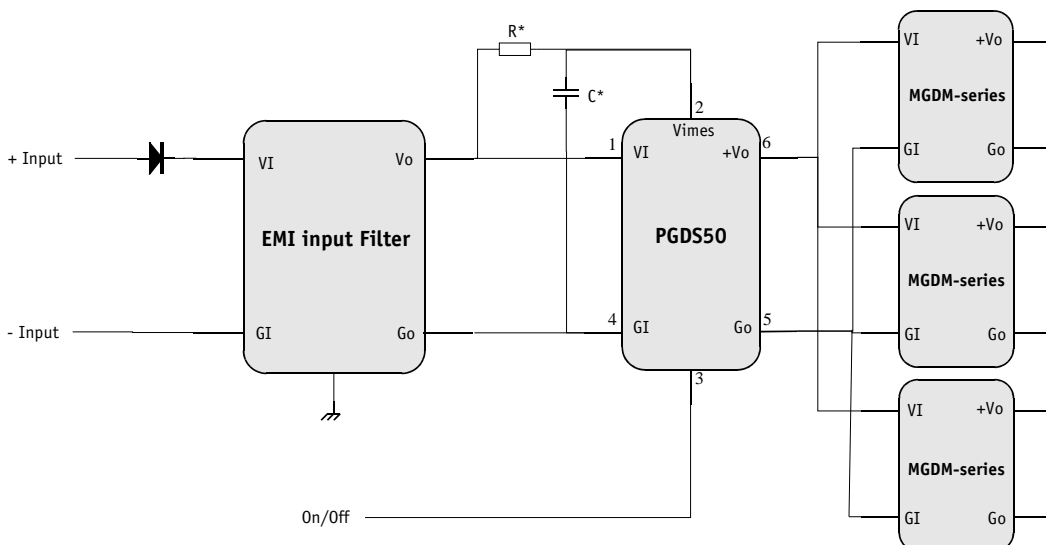 R*
C*
2
Vimes
+ Input
VI
Vo
1
VI
+Vo
6
EMI input Filter
PGDS50
- Input
GI
Go
4
GI
Go
5
3
On/Off
VI
+Vo
MGDM-series
GI
Go
VI
+Vo
MGDM-series
GI
Go
VI
+Vo
MGDM-series
GI
Go